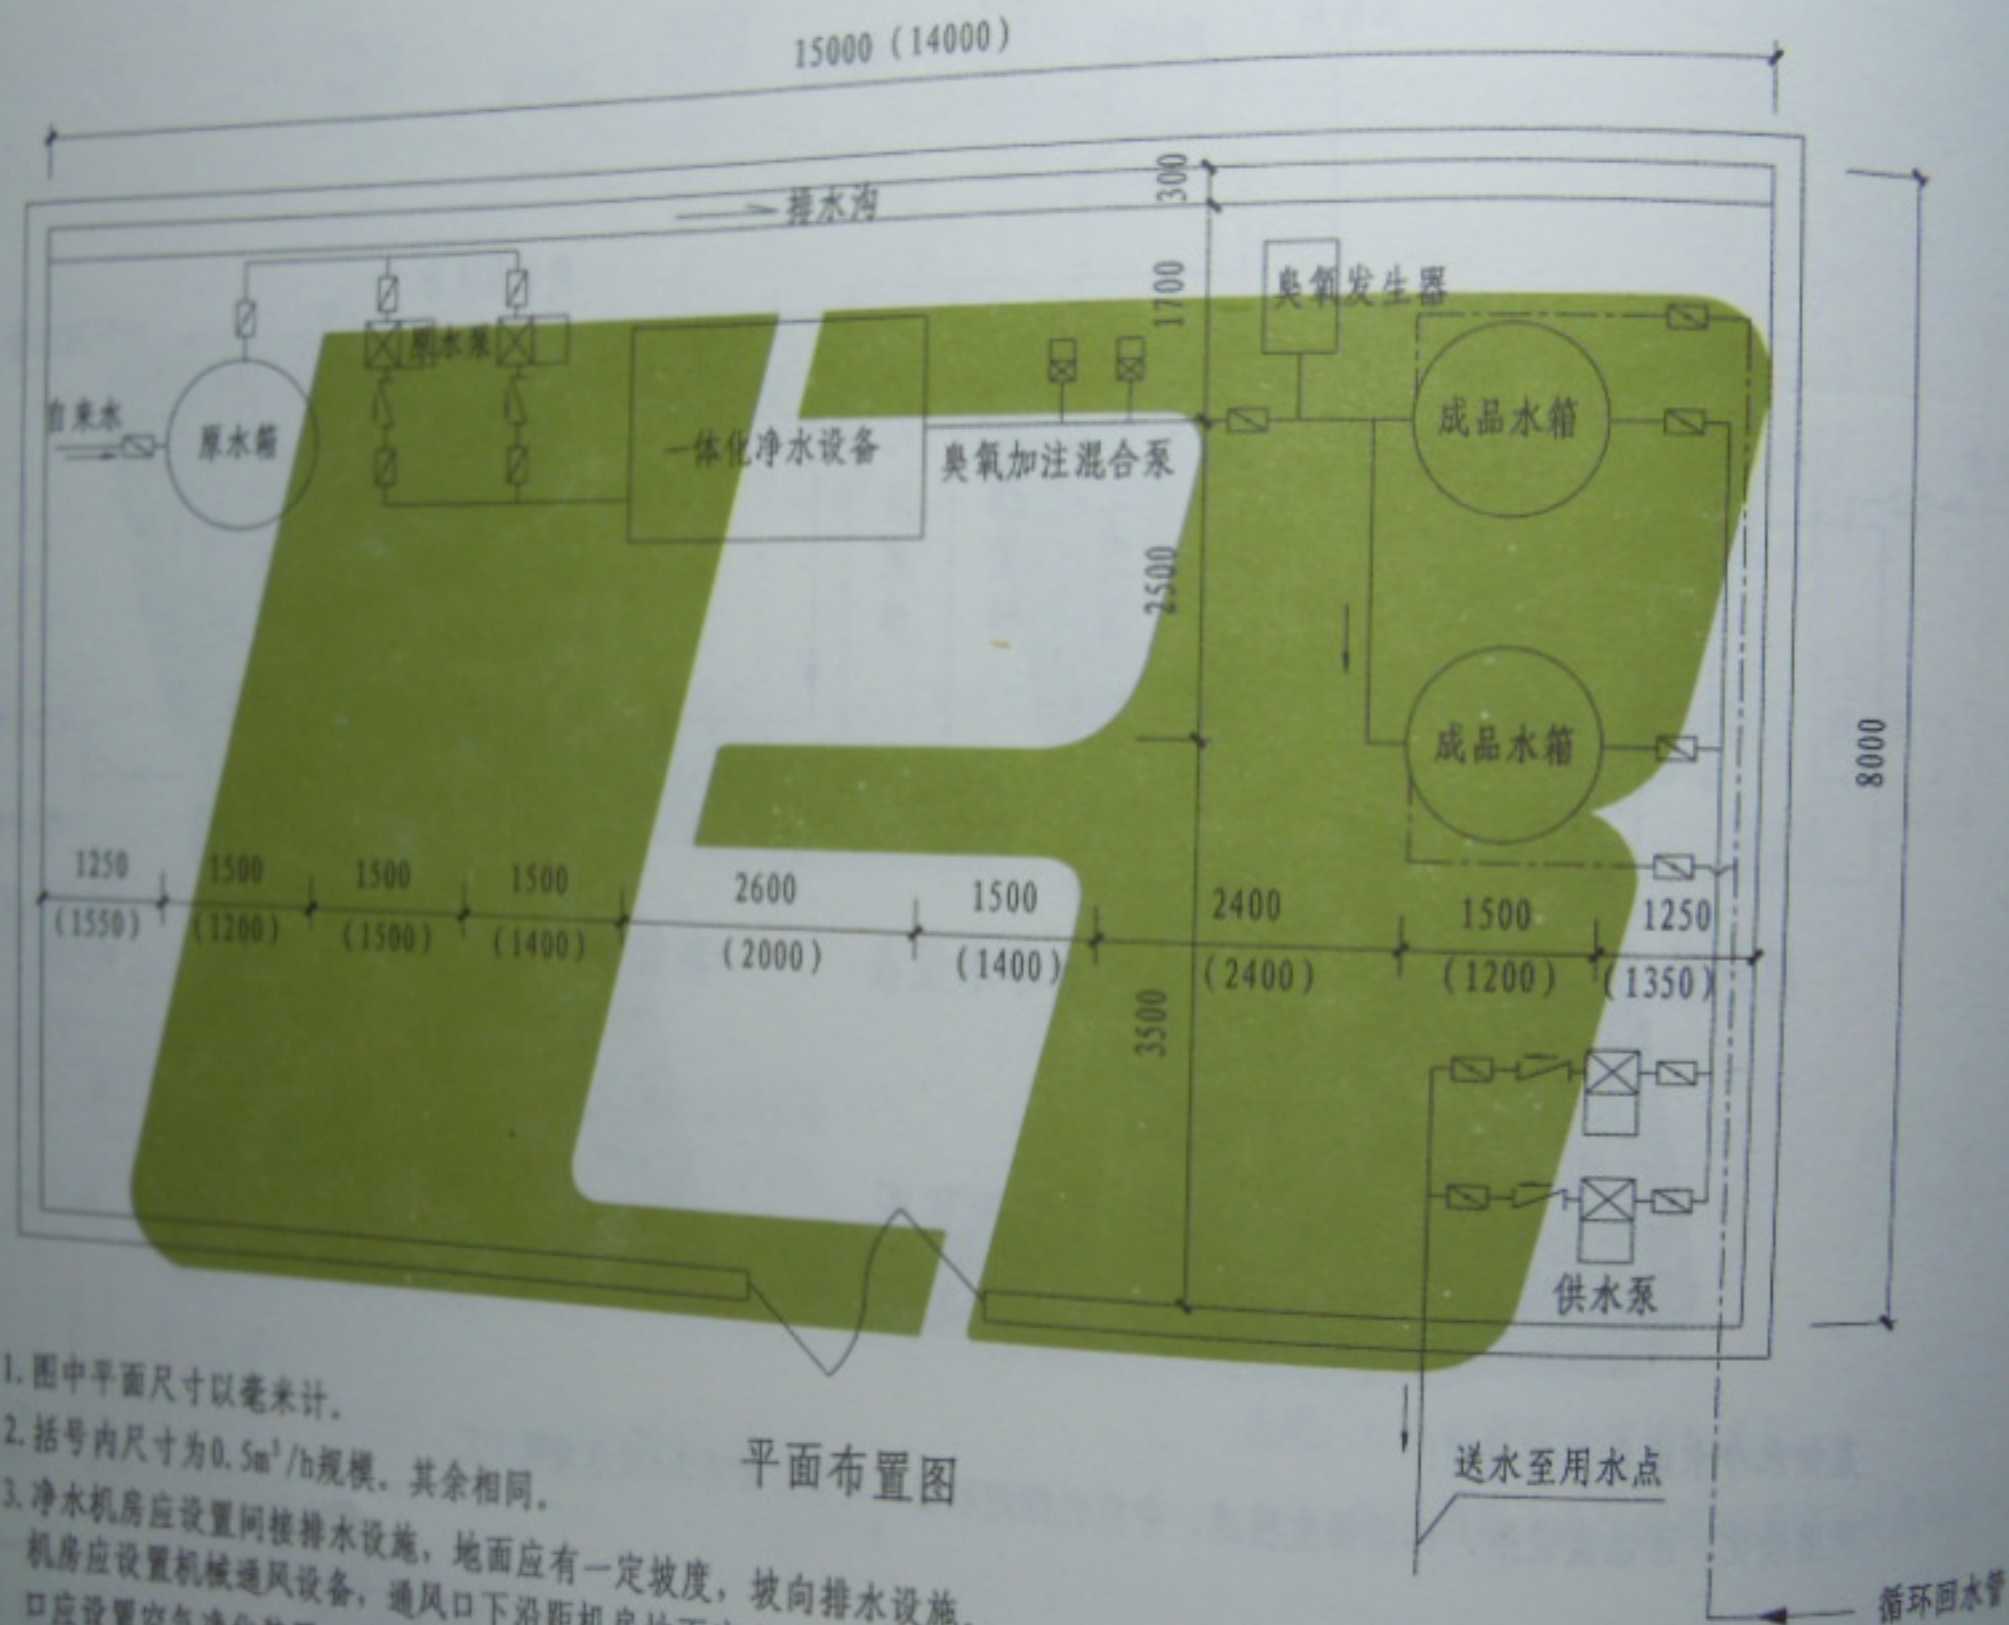 15000 (14000)
排水沟
300
1700
臭氧发生器
原水泵
自来水
原水箱
一体化净水设备
臭氧加注混合泵
成品水箱
2500
成品水箱
8000
1250 1500 1500 1500 2600 1500 2400 1500 1250
(1550) (1200) (1500) (1400) (2000) (1400) (2400) (1200) (1350)
3500
供水泵
1. 图中平面尺寸以毫米计。
2. 括号内尺寸为0.5m³/h规模。其余相同。
平面布置图
送水至用水点
3. 净水机房应设置间接排水设施，地面应有一定坡度，坡向排水设施。
机房应设置机械通风设备，通风口下沿距机房地面
口应设置空气净化
循环回水管